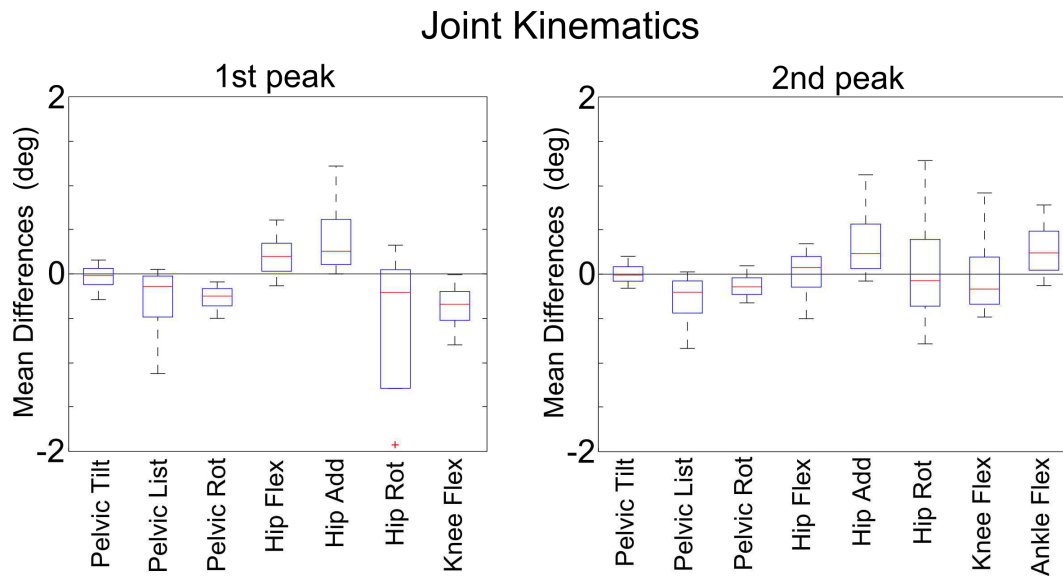 Joint Kinematics
1st peak
2
0
-2
Mean Differences (deg)
Pelvic Tilt
Pelvic List
Pelvic Rot
Hip Flex
Hip Add
Hip Rot
Knee Flex
2nd peak
2
0
-2
Mean Differences (deg)
Pelvic Tilt
Pelvic List
Pelvic Rot
Hip Flex
Hip Add
Hip Rot
Knee Flex
Ankle Flex